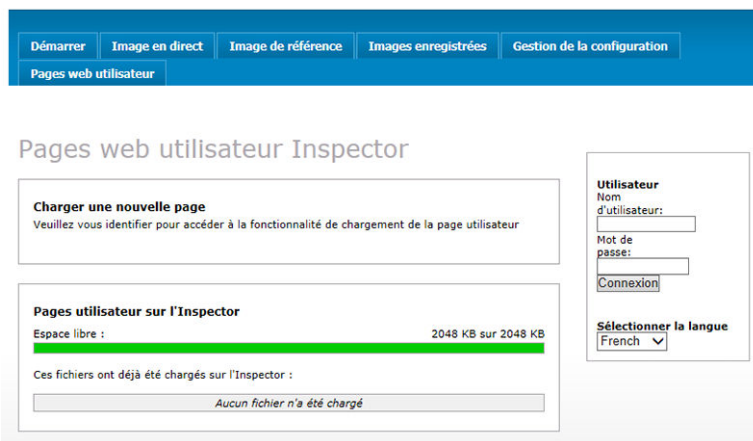 Démarrer
Image en direct
Image de référence
Images enregistrées
Gestion de la configuration
Pages web utilisateur
Pages web utilisateur Inspector
Charger une nouvelle page
Veuillez vous identifier pour accéder à la fonctionnalité de chargement de la page utilisateur
Pages utilisateur sur l'Inspector
Espace libre :
2048 KB sur 2048 KB
Ces fichiers ont déjà été chargés sur l'Inspector :
Aucun fichier n'a été chargé
Utilisateur
Nom
d'utilisateur:
Mot de
passe:
Connexion
Sélectionner la langue
French